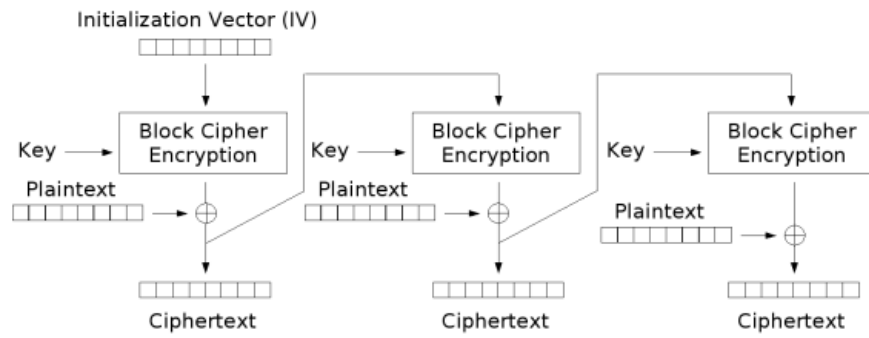 Initialization Vector (IV)
Key
Block Cipher
Encryption
Plaintext
Ciphertext
Key
Block Cipher
Encryption
Plaintext
Ciphertext
Key
Block Cipher
Encryption
Plaintext
Ciphertext